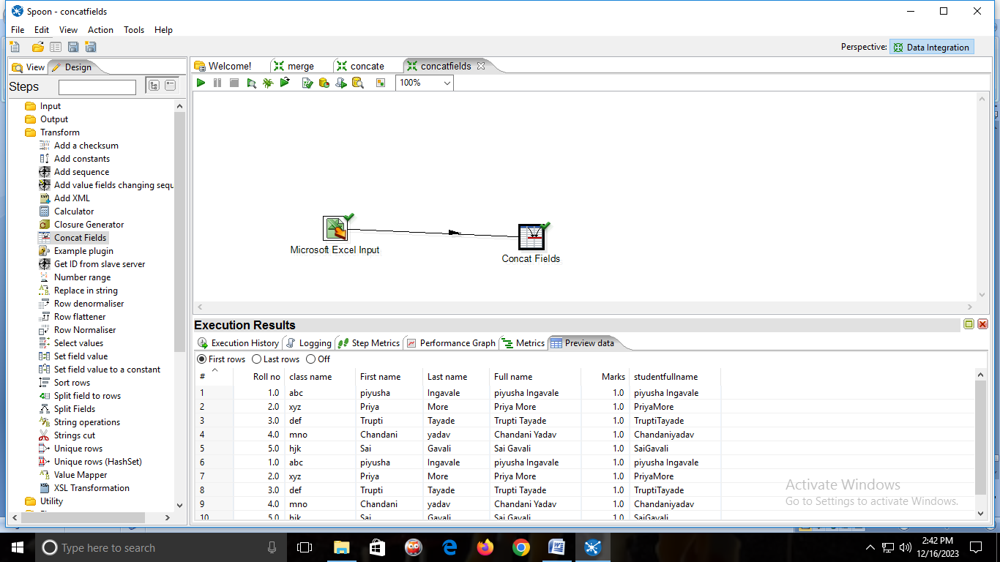 Spoon - concatfields
File Edit View Action Tools Help
Perspective: Data Integration
View Design
Welcome! merge concate concatfields
Steps
100%
Input
Output
Transform
Add a checksum
Add constants
Add sequence
Add value fields changing sequ
Add XML
Calculator
Closure Generator
Concat Fields
Example plugin
Get ID from slave server
Number range
Replace in string
Row denormaliser
Row flattener
Row Normaliser
Select values
Set field value
Set field value to a constant
Sort rows
Split field to rows
Split Fields
String operations
Strings cut
Unique rows
Unique rows (HashSet)
Value Mapper
XSL Transformation
Utility
Microsoft Excel Input
Concat Fields
Execution Results
Execution History Logging Step Metrics Performance Graph Metrics Preview data
First rows Last rows Off
# Roll no class name First name Last name Full name Marks studentfullname
1 1.0 abc piyusha Ingavale piyusha Ingavale 1.0 piyusha Ingavale
2 2.0 xyz Priya More Priya More 1.0 PriyaMore
3 3.0 def Trupti Tayade Trupti Tayade 1.0 TruptiTayade
4 4.0 mno Chandani yadav Chandani Yadav 1.0 Chandaniyadav
5 5.0 hjk Sai Gavali Sai Gavali 1.0 SaiGavali
6 1.0 abc piyusha Ingavale piyusha Ingavale 1.0 piyusha Ingavale
7 2.0 xyz Priya More Priya More 1.0 PriyaMore
8 3.0 def Trupti Tayade Trupti Tayade 1.0 TruptiTayade
9 4.0 mno Chandani yadav Chandani Yadav 1.0 Chandaniyadav
10 5.0 hjk Sai Gavali Sai Gavali 1.0 SaiGavali
Activate Windows
Go to Settings to activate Windows.
Type here to search
2:42 PM
12/16/2023